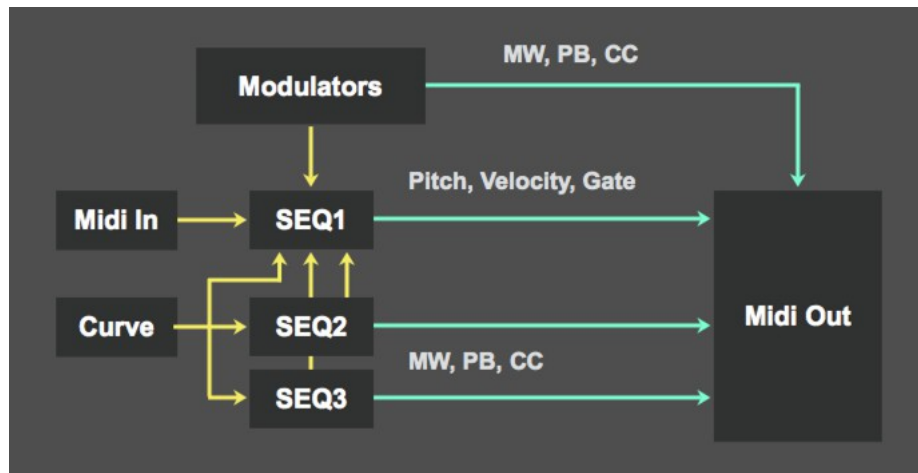 MW, PB, CC
Modulators
Pitch, Velocity, Gate
Midi In
SEQ1
Curve
SEQ2
Midi Out
MW, PB, CC
SEQ3